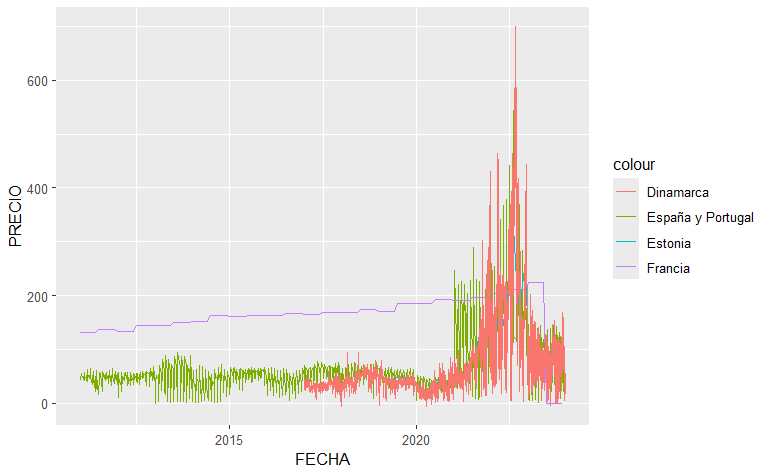 PRECIO
600
400
200
0
2015
2020
FECHA
colour
Dinamarca
España y Portugal
Estonia
Francia